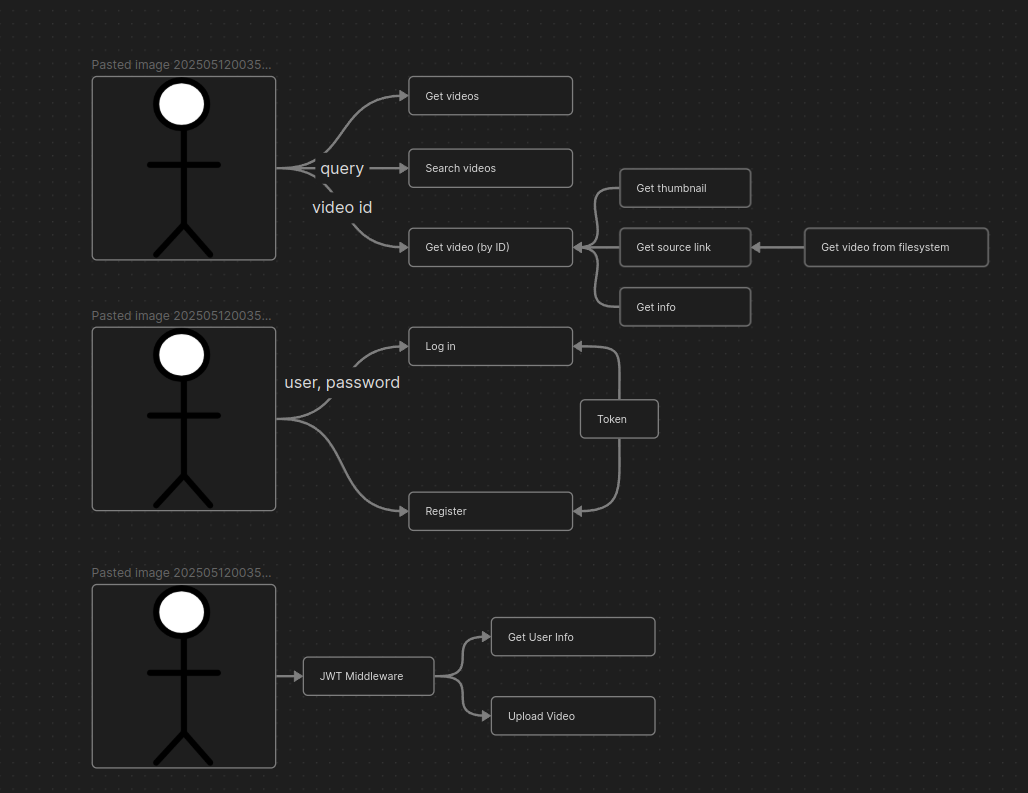 Pasted image 202505120035...
Get videos
query
Search videos
video id
Get thumbnail
Get video (by ID)
Get source link
Get video from filesystem
Get info
Pasted image 202505120035...
Log in
user, password
Token
Register
Pasted image 202505120035...
Get User Info
JWT Middleware
Upload Video